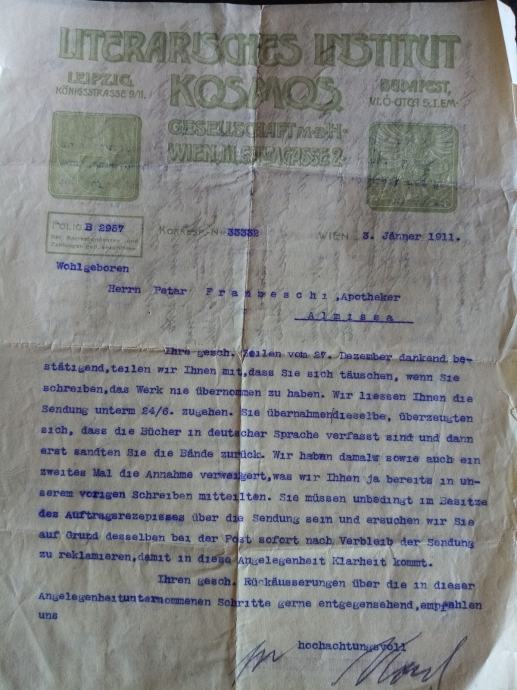 LITERARISCHES INSTITUT
KOSMOS
LEIPZIG,
KÖNIGSSTRASSE 9/11.
BUDAPEST,
GESELLSCHAFT M·B·H·
WIEN, III.
FOLIO B 2957
33332
WIEN 3. Jänner 1911.
Wohlgeboren
Herrn Peter Franceschi, Apotheker
Almissa
Ihre gesch. Zeilen vom 27. Dezember dankend be-
stätigend,teilen wir Ihnen mit,dass Sie sich täuschen, wenn Sie
schreiben,das Werk nie übernommen zu haben. Wir liessen Ihnen die
Sendung unterm 24/6. zugehen. Sie übernahmen dieselbe, überzeugten
sich, dass die Bücher in deutscher Sprache verfasst sind und dann
erst sandten Sie die Bände zurück. Wir haben damals sowie auch ein
zweites Mal die Annahme verweigert,was wir Ihnen ja bereits in un-
serem vorigen Schreiben mitteilten. Sie müssen unbedingt im Besitze
des Auftragsrezepisses über die Sendung sein und ersuchen wir Sie
auf Grund desselben bei der Post sofort nach Verbleib der Sendung
zu reklamieren,damit in diese Angelegenheit Klarheit kommt.
Ihren gesch. Rückäusserungen über die in dieser
Angelegenheitunternommenen Schritte gerne entgegensehend,empfehlen
uns
hochachtungsvoll